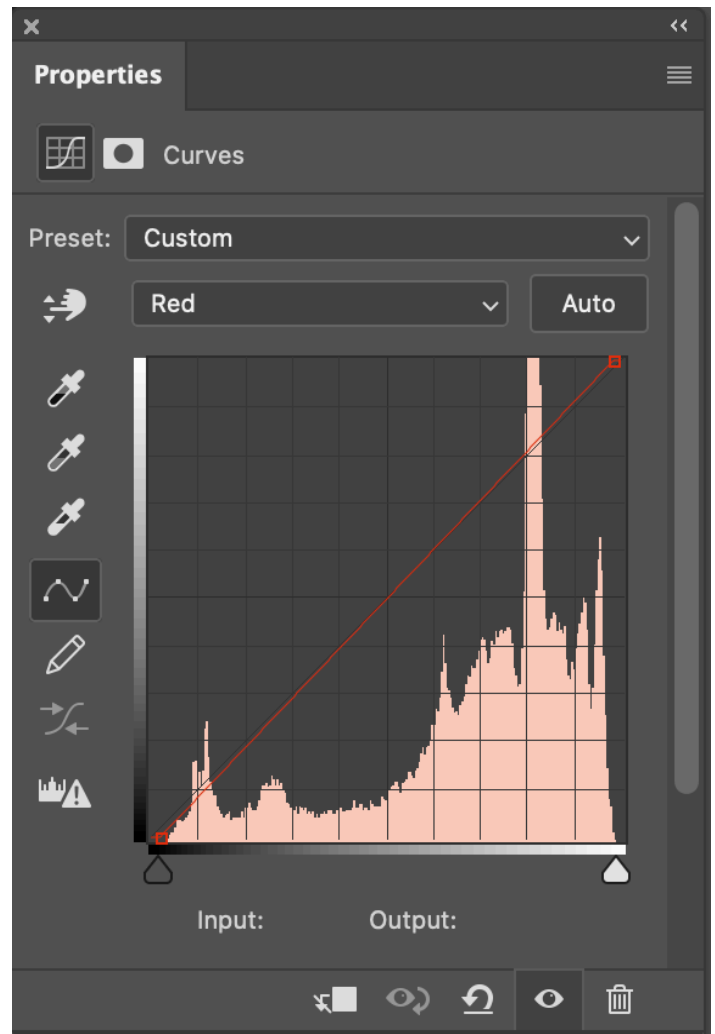 Properties
Curves
Preset: Custom
Red Auto
Input: Output: